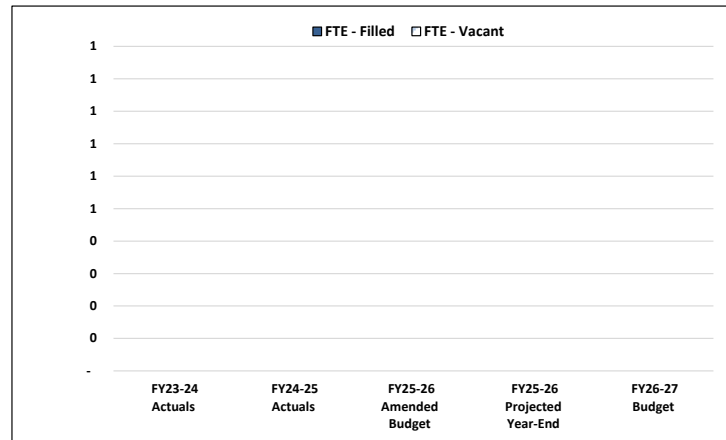 FTE - Filled FTE - Vacant
1
1
1
1
1
1
0
0
0
0
-
FY23-24 FY24-25 FY25-26 FY25-26 FY26-27
Actuals Actuals Amended Projected Budget
Budget Year-End